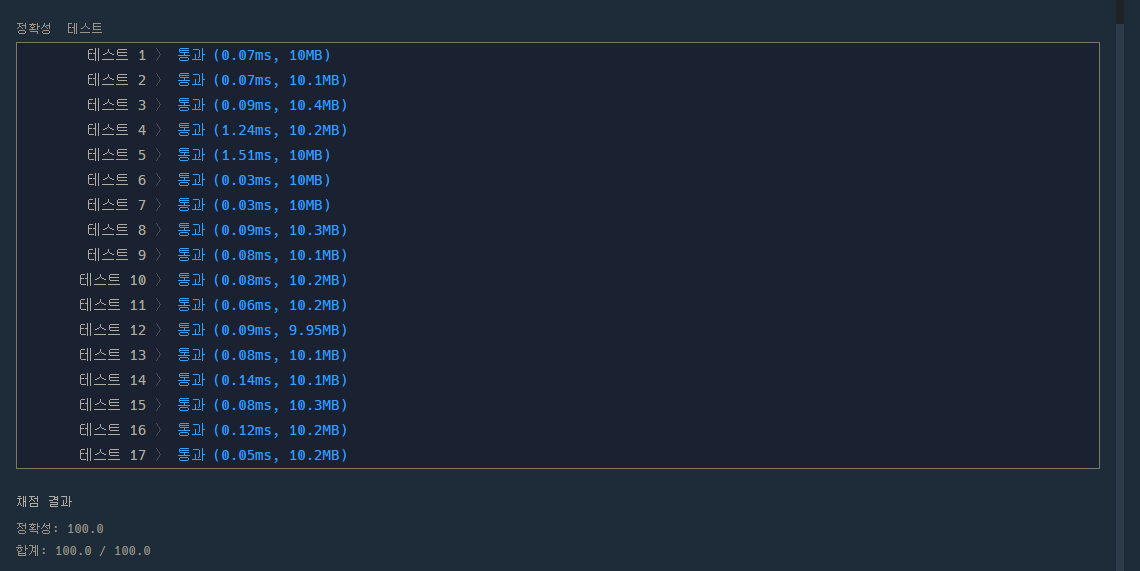 정확성 테스트
테스트 1 〉 통과 (0.07ms, 10MB)
테스트 2 〉 통과 (0.07ms, 10.1MB)
테스트 3 〉 통과 (0.09ms, 10.4MB)
테스트 4 〉 통과 (1.24ms, 10.2MB)
테스트 5 〉 통과 (1.51ms, 10MB)
테스트 6 〉 통과 (0.03ms, 10MB)
테스트 7 〉 통과 (0.03ms, 10MB)
테스트 8 〉 통과 (0.09ms, 10.3MB)
테스트 9 〉 통과 (0.08ms, 10.1MB)
테스트 10 〉 통과 (0.08ms, 10.2MB)
테스트 11 〉 통과 (0.06ms, 10.2MB)
테스트 12 〉 통과 (0.09ms, 9.95MB)
테스트 13 〉 통과 (0.08ms, 10.1MB)
테스트 14 〉 통과 (0.14ms, 10.1MB)
테스트 15 〉 통과 (0.08ms, 10.3MB)
테스트 16 〉 통과 (0.12ms, 10.2MB)
테스트 17 〉 통과 (0.05ms, 10.2MB)
채점 결과
정확성: 100.0
합계: 100.0 / 100.0